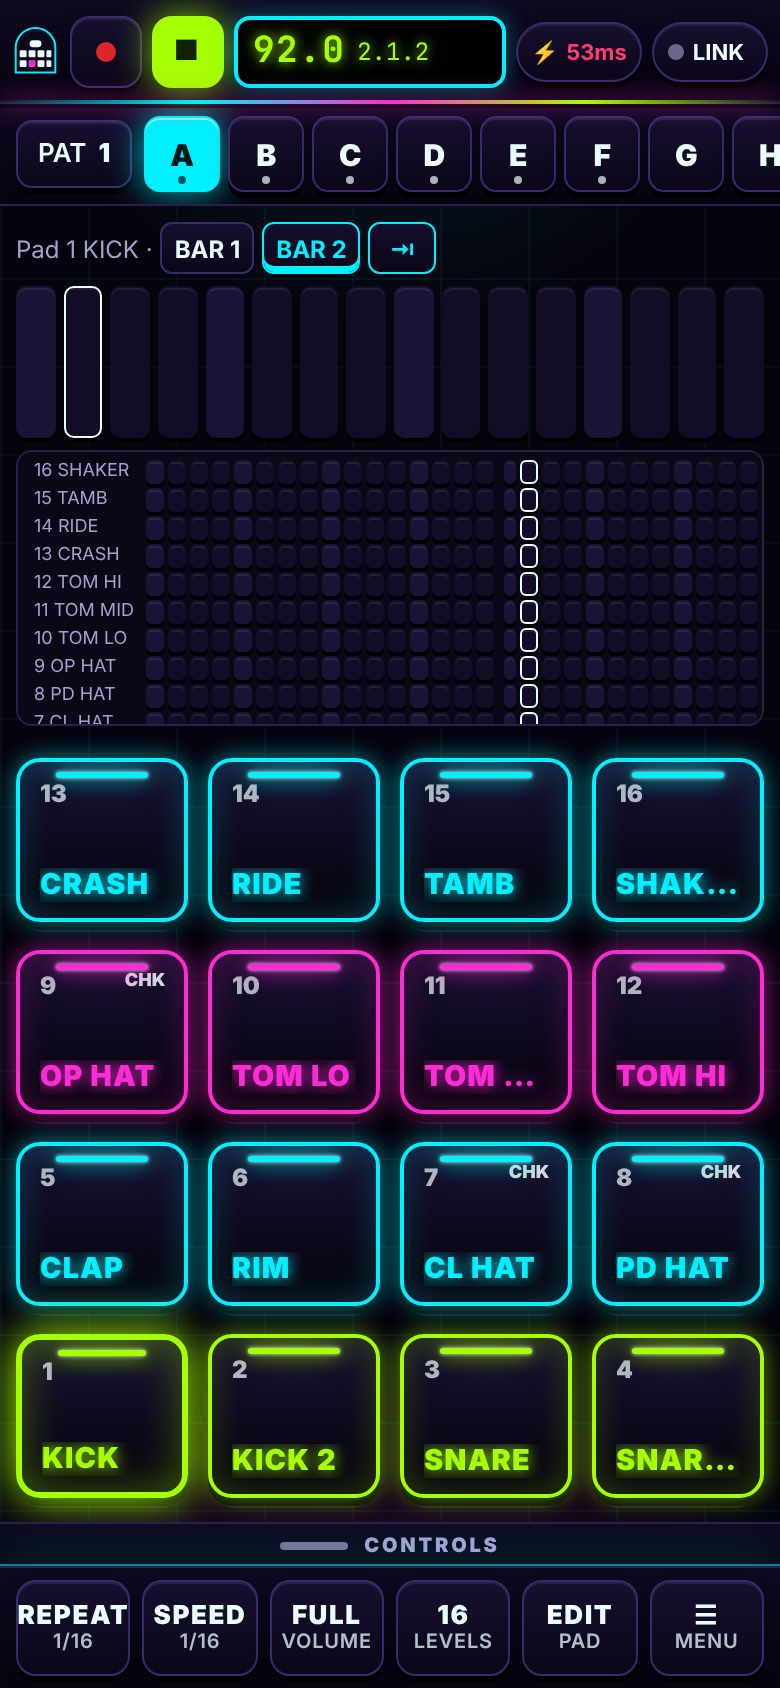 92.0 2.1.2 ⚡ 53ms LINK
PAT 1 A B C D E F G H
Pad 1 KICK · BAR 1 BAR 2 ⇥
16 SHAKER
15 TAMB
14 RIDE
13 CRASH
12 TOM HI
11 TOM MID
10 TOM LO
9 OP HAT
8 PD HAT
7 CL HAT
13 14 15 16
CRASH RIDE TAMB SHAK...
9 CHK 10 11 12
OP HAT TOM LO TOM ... TOM HI
5 6 7 CHK 8 CHK
CLAP RIM CL HAT PD HAT
1 2 3 4
KICK KICK 2 SNARE SNAR...
CONTROLS
REPEAT SPEED FULL 16 EDIT ☰
1/16 1/16 VOLUME LEVELS PAD MENU